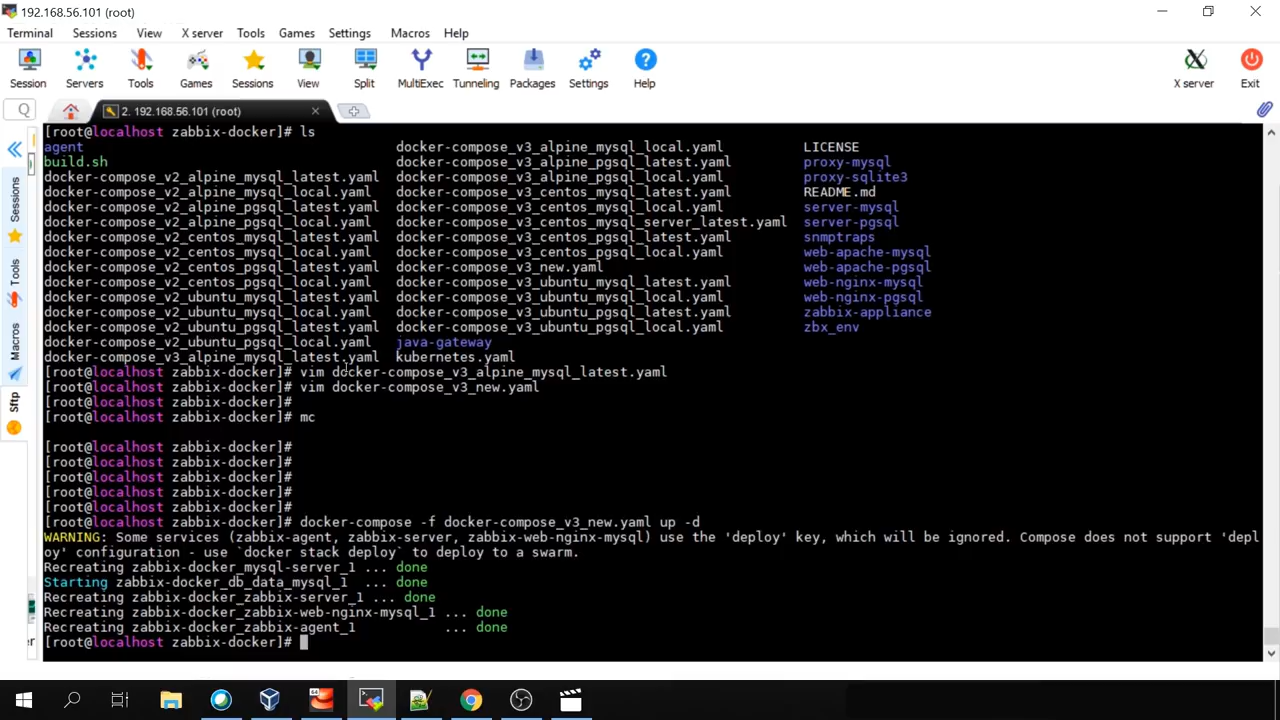 192.168.56.101 (root)
Terminal Sessions View X server Tools Games Settings Macros Help
Session Servers Tools Games Sessions View Split MultiExec Tunneling Packages Settings Help X server Exit
2. 192.168.56.101 (root)
Sessions
Tools
Macros
Sftp
[root@localhost zabbix-docker]# ls
agent docker-compose_v3_alpine_mysql_local.yaml LICENSE
build.sh docker-compose_v3_alpine_pgsql_latest.yaml proxy-mysql
docker-compose_v2_alpine_mysql_latest.yaml docker-compose_v3_alpine_pgsql_local.yaml proxy-sqlite3
docker-compose_v2_alpine_mysql_local.yaml docker-compose_v3_centos_mysql_latest.yaml README.md
docker-compose_v2_alpine_pgsql_latest.yaml docker-compose_v3_centos_mysql_local.yaml server-mysql
docker-compose_v2_alpine_pgsql_local.yaml docker-compose_v3_centos_mysql_server_latest.yaml server-pgsql
docker-compose_v2_centos_mysql_latest.yaml docker-compose_v3_centos_pgsql_latest.yaml snmptraps
docker-compose_v2_centos_mysql_local.yaml docker-compose_v3_centos_pgsql_local.yaml web-apache-mysql
docker-compose_v2_centos_pgsql_latest.yaml docker-compose_v3_new.yaml web-apache-pgsql
docker-compose_v2_centos_pgsql_local.yaml docker-compose_v3_ubuntu_mysql_latest.yaml web-nginx-mysql
docker-compose_v2_ubuntu_mysql_latest.yaml docker-compose_v3_ubuntu_mysql_local.yaml web-nginx-pgsql
docker-compose_v2_ubuntu_mysql_local.yaml docker-compose_v3_ubuntu_pgsql_latest.yaml zabbix-appliance
docker-compose_v2_ubuntu_pgsql_latest.yaml docker-compose_v3_ubuntu_pgsql_local.yaml zbx_env
docker-compose_v2_ubuntu_pgsql_local.yaml java-gateway
docker-compose_v3_alpine_mysql_latest.yaml kubernetes.yaml
[root@localhost zabbix-docker]# vim docker-compose_v3_alpine_mysql_latest.yaml
[root@localhost zabbix-docker]# vim docker-compose_v3_new.yaml
[root@localhost zabbix-docker]#
[root@localhost zabbix-docker]# mc
[root@localhost zabbix-docker]#
[root@localhost zabbix-docker]#
[root@localhost zabbix-docker]#
[root@localhost zabbix-docker]#
[root@localhost zabbix-docker]#
[root@localhost zabbix-docker]# docker-compose -f docker-compose_v3_new.yaml up -d
WARNING: Some services (zabbix-agent, zabbix-server, zabbix-web-nginx-mysql) use the 'deploy' key, which will be ignored. Compose does not support 'depl
oy' configuration - use `docker stack deploy` to deploy to a swarm.
Recreating zabbix-docker_mysql-server_1 ... done
Starting zabbix-docker_db_data_mysql_1 ... done
Recreating zabbix-docker_zabbix-server_1 ... done
Recreating zabbix-docker_zabbix-web-nginx-mysql_1 ... done
Recreating zabbix-docker_zabbix-agent_1 ... done
[root@localhost zabbix-docker]#